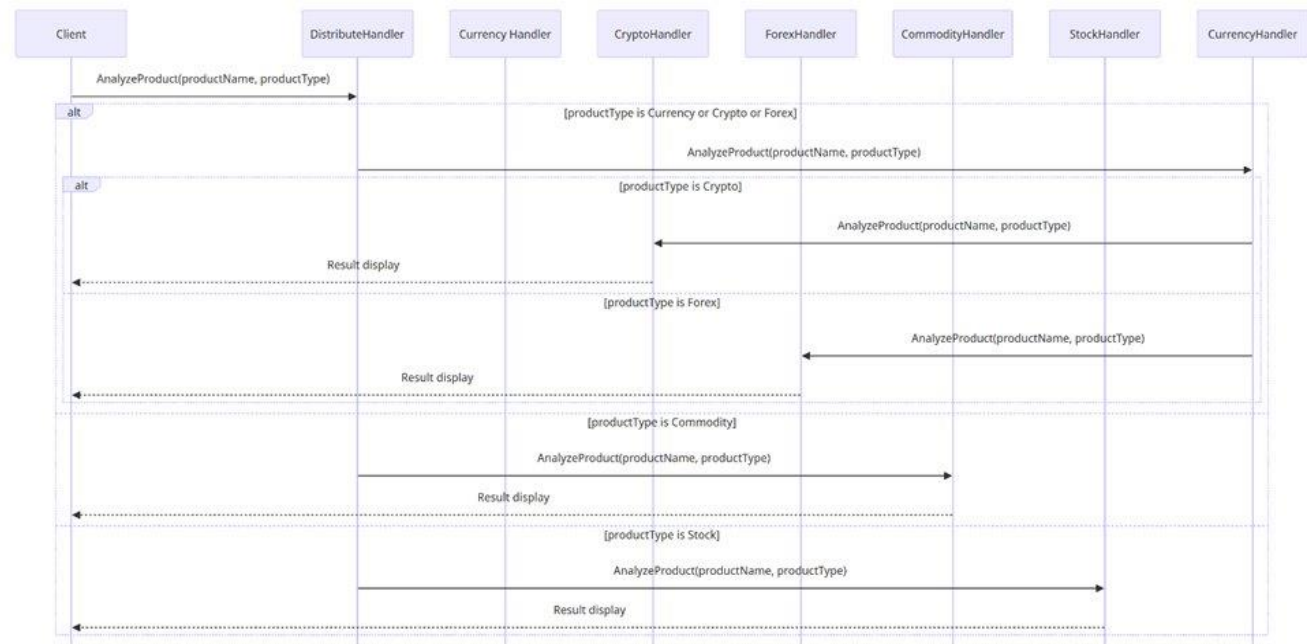 Client
DistributeHandler
Currency Handler
CryptoHandler
ForexHandler
CommodityHandler
StockHandler
CurrencyHandler
AnalyzeProduct(productName, productType)
alt
[productType is Currency or Crypto or Forex]
AnalyzeProduct(productName, productType)
alt
[productType is Crypto]
AnalyzeProduct(productName, productType)
Result display
[productType is Forex]
AnalyzeProduct(productName, productType)
Result display
[productType is Commodity]
AnalyzeProduct(productName, productType)
Result display
[productType is Stock]
AnalyzeProduct(productName, productType)
Result display